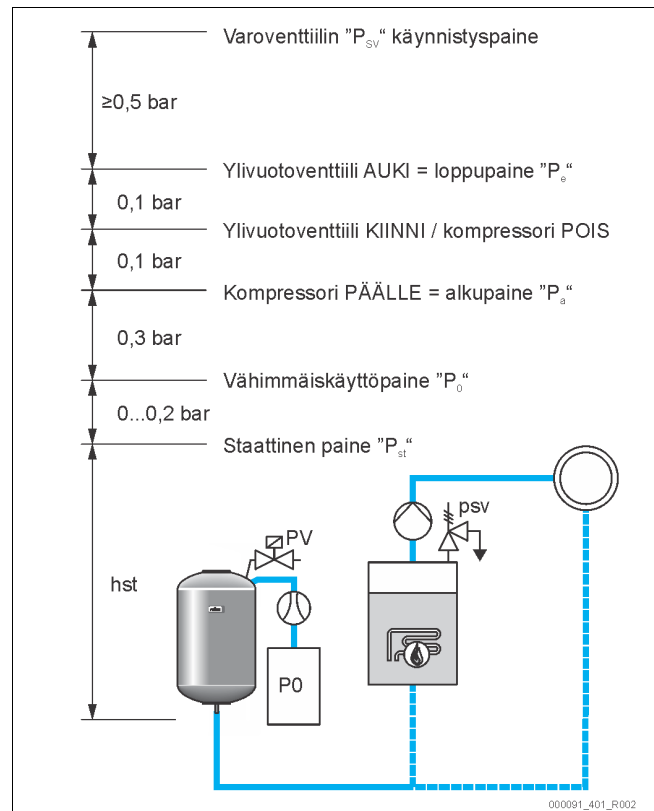 Varoventtiilin ”Psv“ käynnistyspaine
≥0,5 bar
Ylivuotoventtiili AUKI = loppupaine ”Pe“
0,1 bar
Ylivuotoventtiili KIINNI / kompressori POIS
0,1 bar
Kompressori PÄÄLLE = alkupaine ”Pa“
0,3 bar
Vähimmäiskäyttöpaine ”P0“
0...0,2 bar
Staattinen paine ”Pst“
psv
PV
hst
P0
000091_401_R002